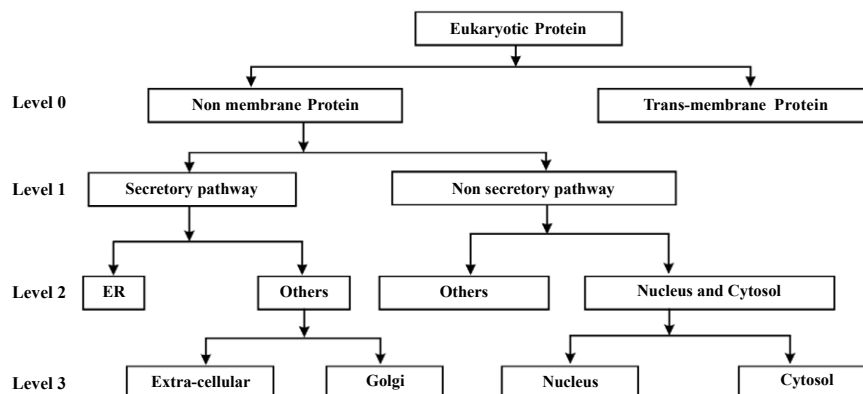 Eukaryotic Protein
Level 0
Non membrane Protein
Trans-membrane Protein
Level 1
Secretory pathway
Non secretory pathway
Level 2
ER
Others
Others
Nucleus and Cytosol
Level 3
Extra-cellular
Golgi
Nucleus
Cytosol